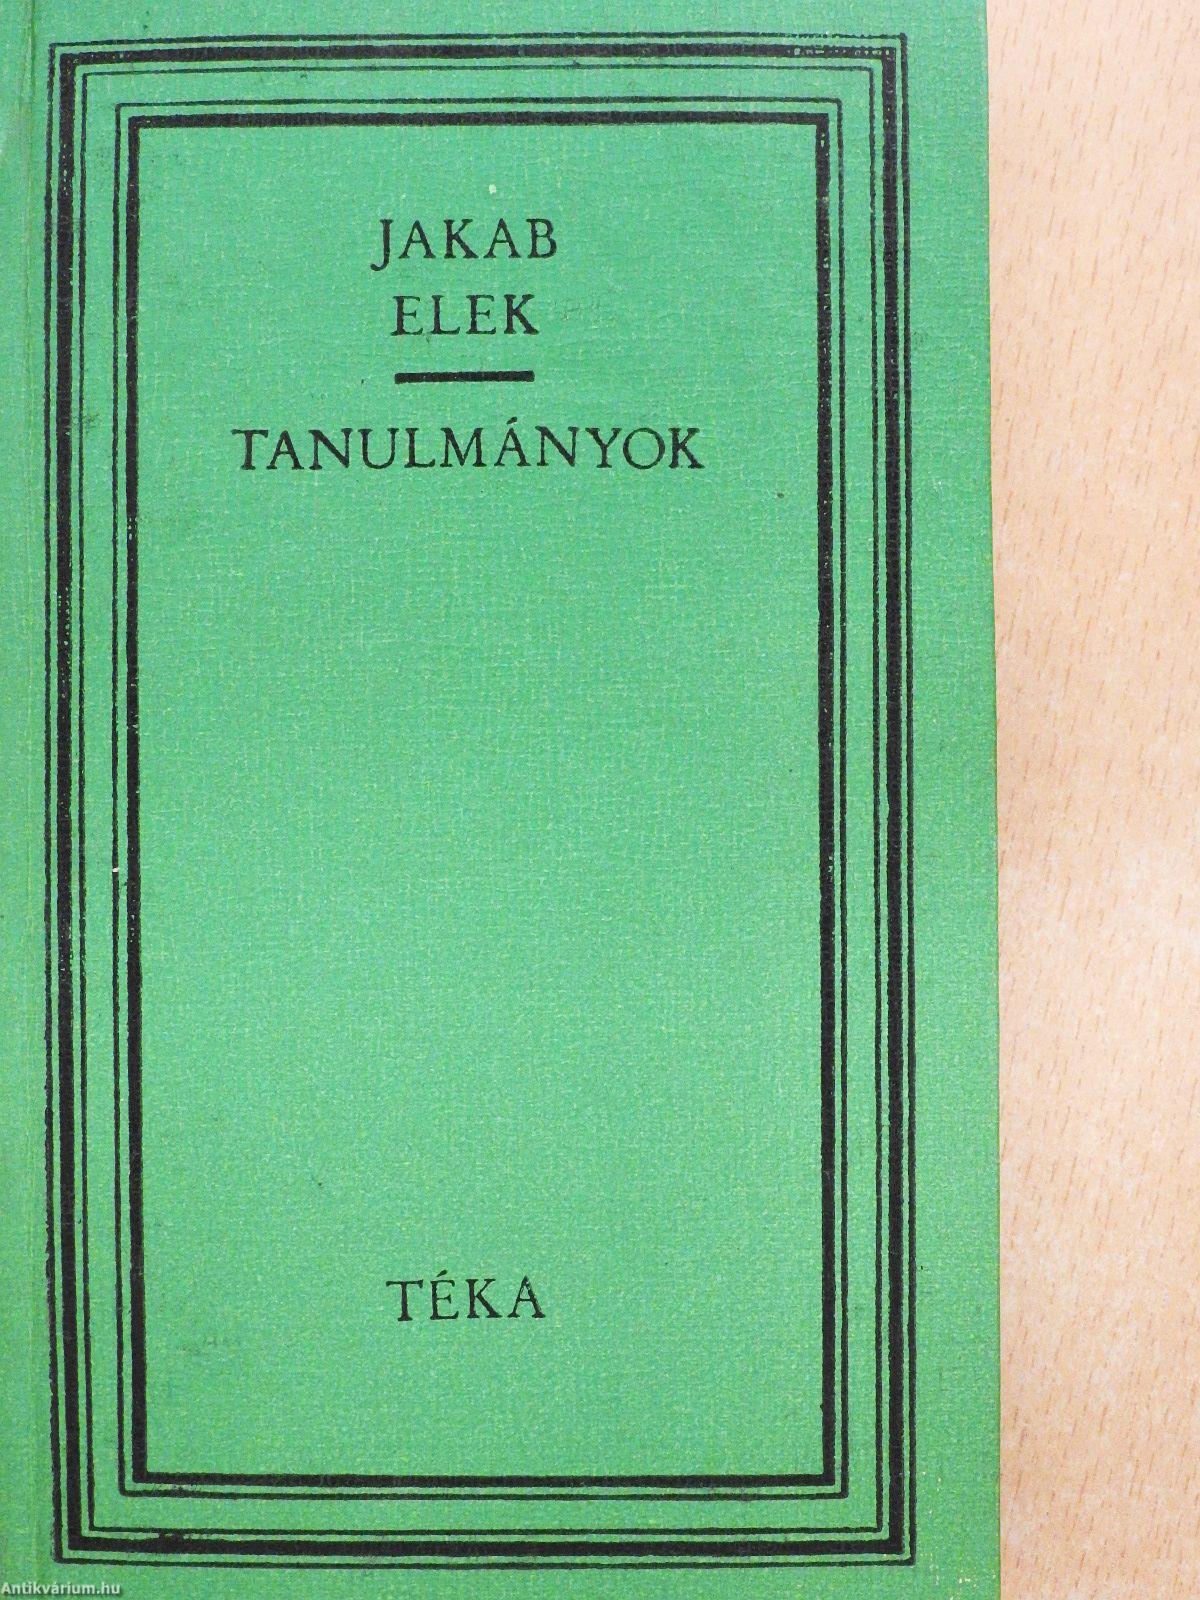 JAKAB
ELEK
TANULMÁNYOK
TÉKA
Antikvárium.hu